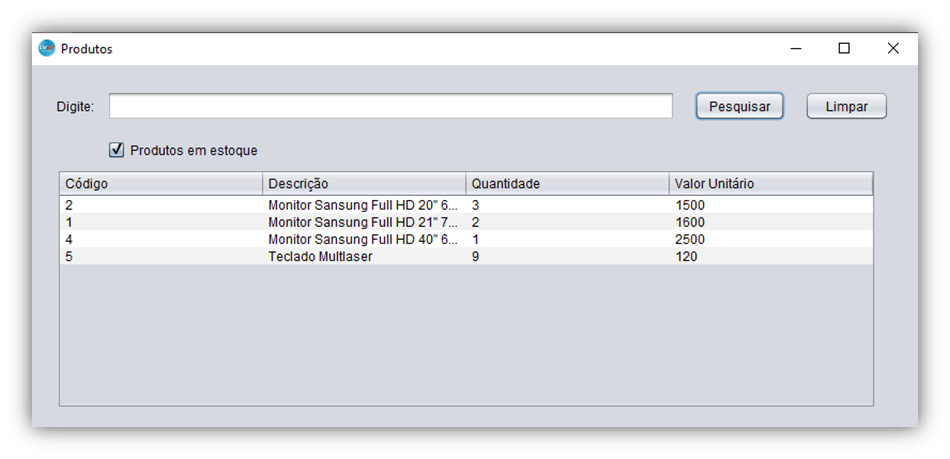 Produtos
Digite: Pesquisar Limpar
Produtos em estoque
Código Descrição Quantidade Valor Unitário
2 Monitor Sansung Full HD 20" 6... 3 1500
1 Monitor Sansung Full HD 21" 7... 2 1600
4 Monitor Sansung Full HD 40" 6... 1 2500
5 Teclado Multlaser 9 120